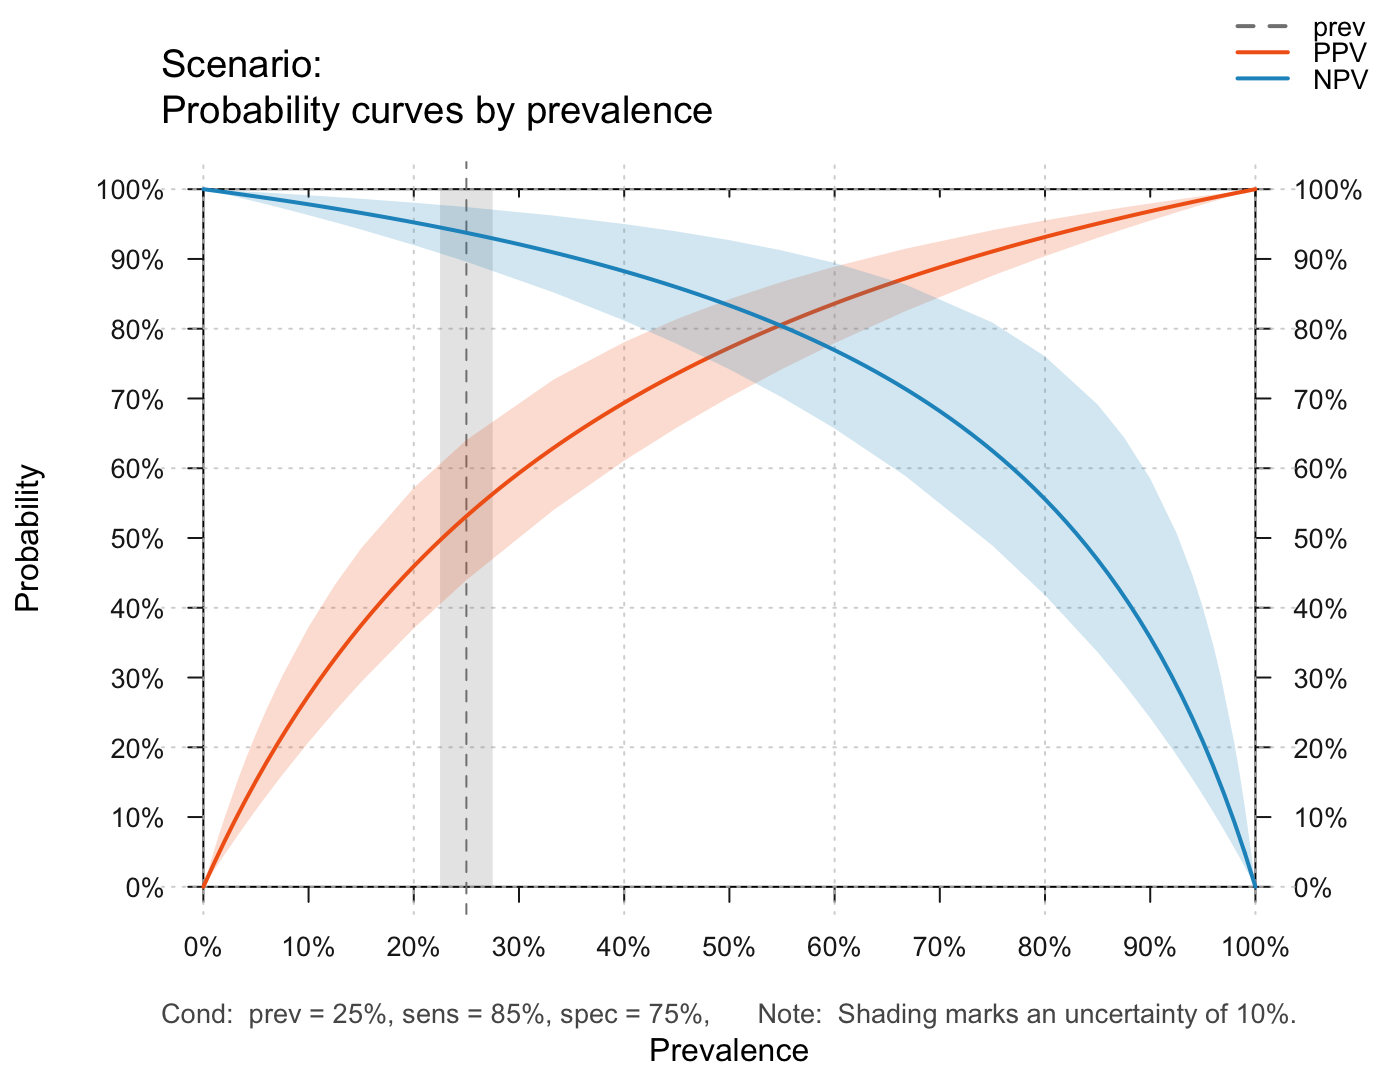 prev
PPV
NPV
Scenario:
Probability curves by prevalence
100%
90%
80%
70%
60%
50%
40%
30%
20%
10%
0%
100%
90%
80%
70%
60%
50%
40%
30%
20%
10%
0%
Probability
0% 10% 20% 30% 40% 50% 60% 70% 80% 90% 100%
Cond: prev = 25%, sens = 85%, spec = 75%, Note: Shading marks an uncertainty of 10%.
Prevalence